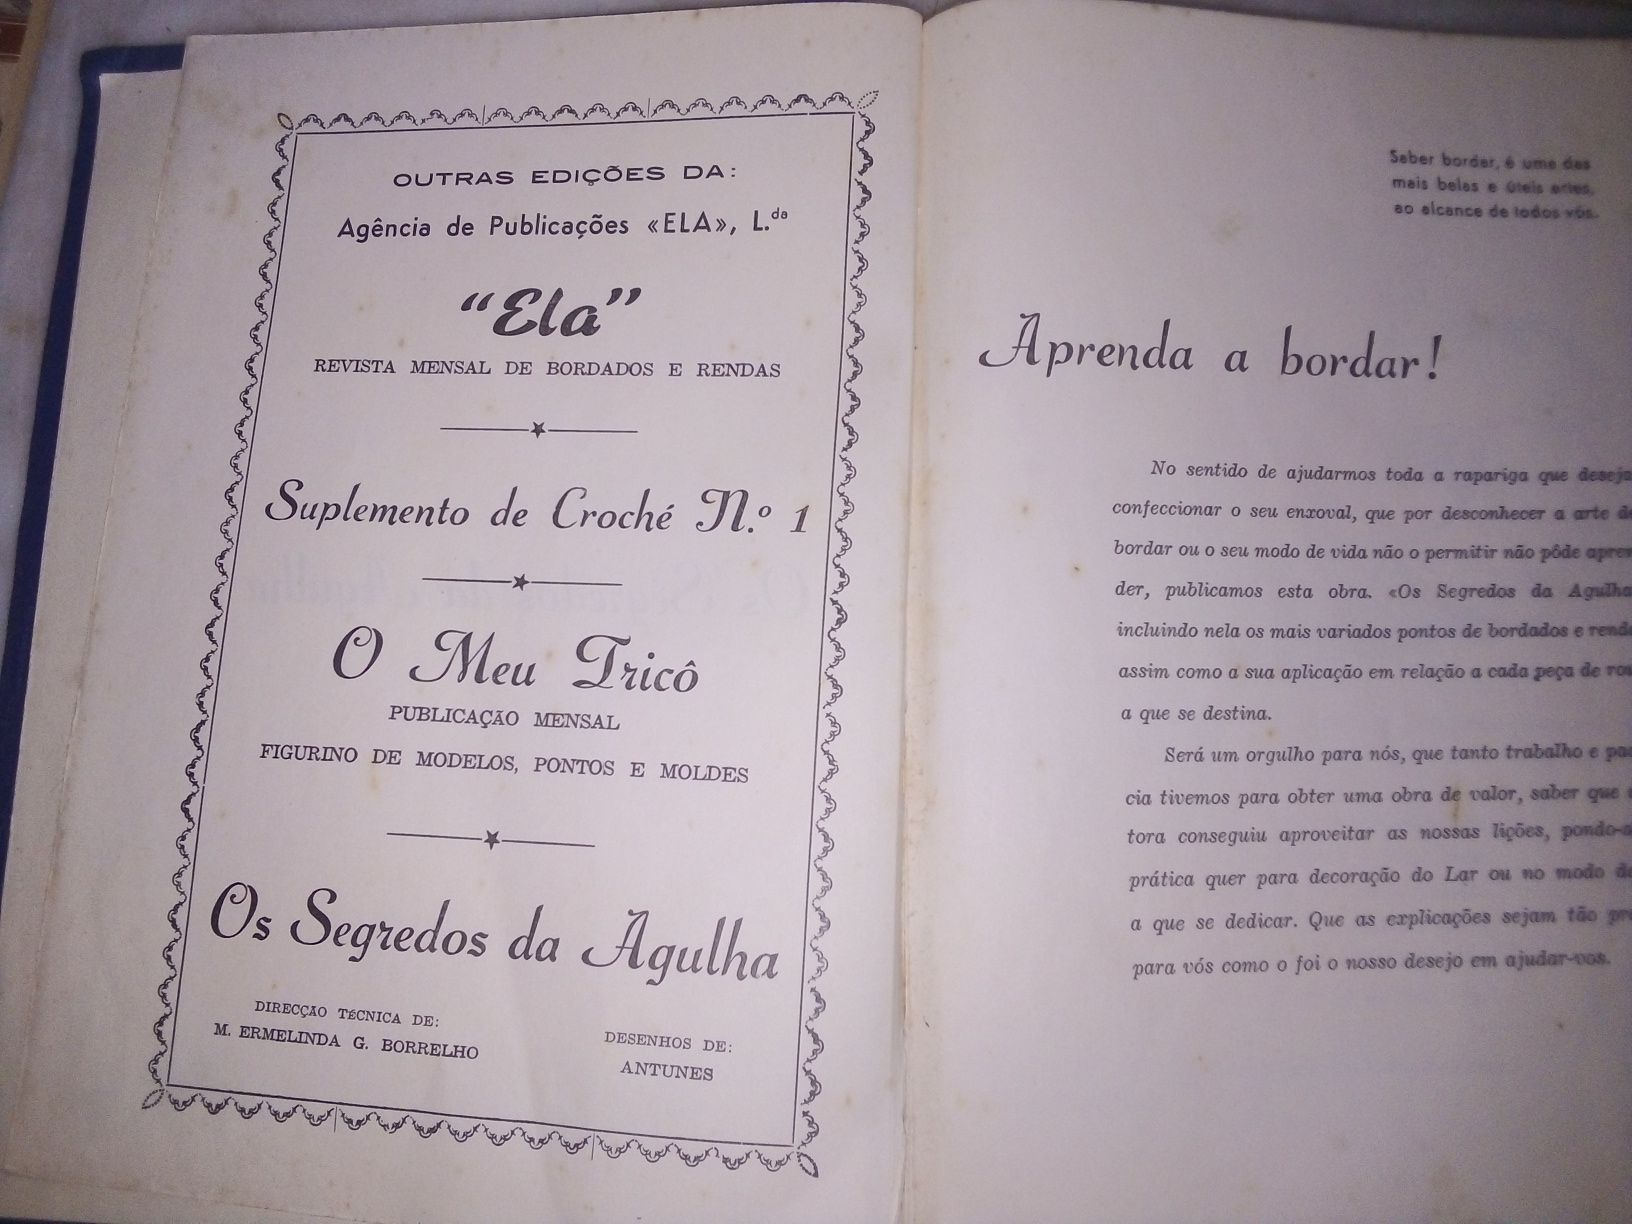 OUTRAS EDIÇÕES DA:
Agência de Publicações «ELA», L.da
"Ela"
REVISTA MENSAL DE BORDADOS E RENDAS
Suplemento de Croché N.º 1
O Meu Tricô
PUBLICAÇÃO MENSAL
FIGURINO DE MODELOS, PONTOS E MOLDES
Os Segredos da Agulha
DIRECÇÃO TÉCNICA DE:
M. ERMELINDA G. BORRELHO
DESENHOS DE:
ANTUNES
Saber bordar, é uma das
mais belas e úteis artes,
ao alcance de todos vós.
Aprenda a bordar!
No sentido de ajudarmos toda a rapariga que
confeccionar o seu enxoval, que por desconhecer a arte
bordar ou o seu modo de vida não o permitir não pôde
der, publicamos esta obra. «Os Segredos da Agulha
incluindo nela os mais variados pontos de bordados e
assim como a sua aplicação em relação a cada peça de
a que se destina.
Será um orgulho para nós, que tanto trabalho e
cia tivemos para obter uma obra de valor, saber que
tora conseguiu aproveitar as nossas lições,
prática quer para decoração do Lar ou no modo
a que se dedicar. Que as explicações sejam tão
para vós como o foi o nosso desejo em ajudar-vos.